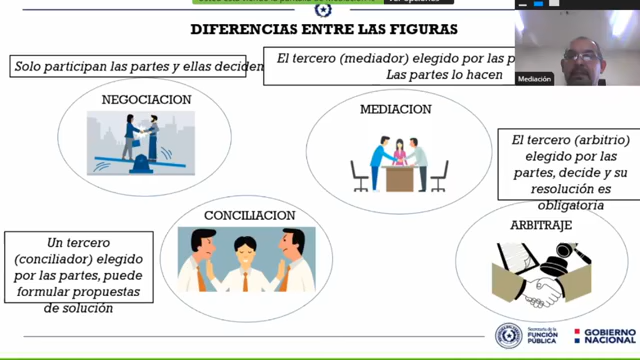 DIFERENCIAS ENTRE LAS FIGURAS
Solo participan las partes y ellas deciden
El tercero (mediador) elegido por las
Las partes lo hacen
Mediación
NEGOCIACION
MEDIACION
El tercero (arbitrio)
elegido por las
partes, decide y su
resolución es
obligatoria
CONCILIACION
ARBITRAJE
Un tercero
(conciliador) elegido
por las partes, puede
formular propuestas
de solución
Secretaría de la
FUNCIÓN
PÚBLICA
GOBIERNO
NACIONAL